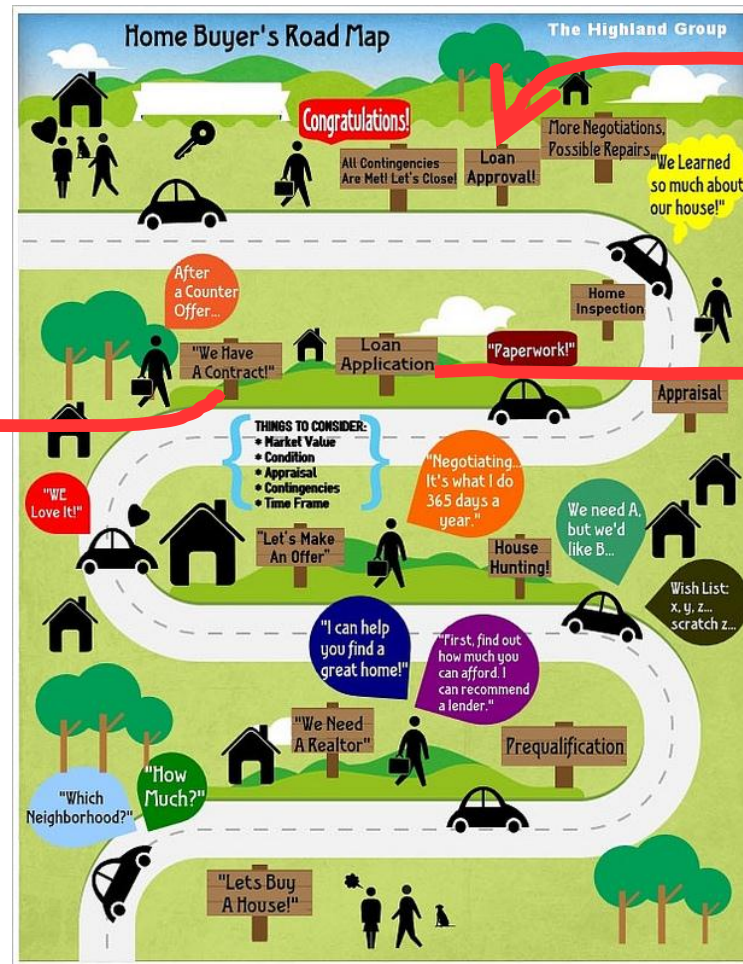 Home Buyer's Road Map
The Highland Group
Congratulations!
All Contingencies
Are Met! Let's Close!
Loan
Approval!
More Negotiations,
Possible Repairs...
"We Learned
so much about
our house!"
After
a Counter
Offer...
"We Have
A Contract!"
Loan
Application
"Paperwork!"
Home
Inspection
Appraisal
THINGS TO CONSIDER:
* Market Value
* Condition
* Appraisal
* Contingencies
* Time Frame
"Negotiating...
It's what I do
365 days a
year."
"WE
Love It!"
"Let's Make
An Offer"
House
Hunting!
We need A,
but we'd
like B...
Wish List:
x, y, z...
scratch z...
"I can help
you find a
great home!"
"First, find out
how much you
can afford. I
can recommend
a lender."
"We Need
A Realtor"
Prequalification
"Which
Neighborhood?"
"How
Much?"
"Lets Buy
A House!"